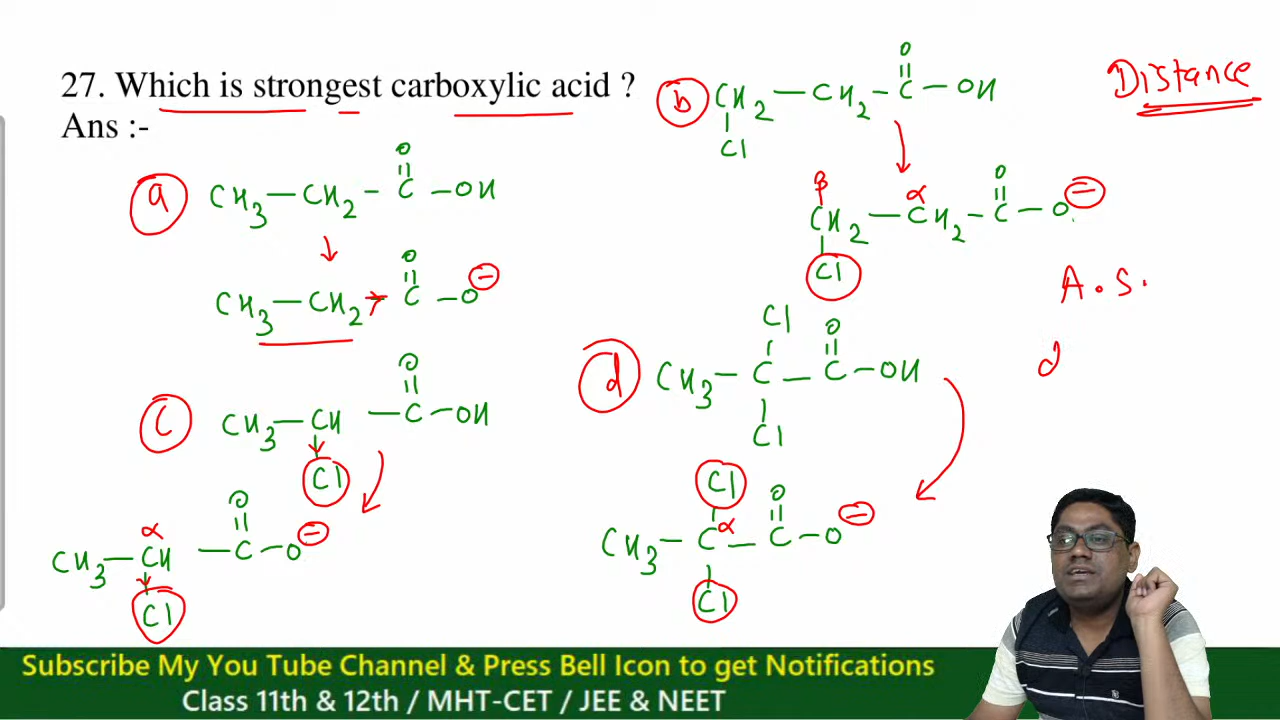 27. Which is strongest carboxylic acid ?
Ans :-
a
O
CH3 — CH2 – C – OH
O
CH3 — CH2 – C – O –
c
O
CH3 – CH – C – OH
Cl
α
O
CH3 – CH – C – O –
Cl
b
O
CH2 — CH2 – C – OH
Cl
β α
O
CH2 — CH2 – C – O –
Cl
Distance
A.S.
d
d
Cl O
CH3 – C – C – OH
Cl
Cl α O
CH3 – C – C – O –
Cl
Subscribe My You Tube Channel & Press Bell Icon to get Notifications
Class 11th & 12th / MHT-CET / JEE & NEET